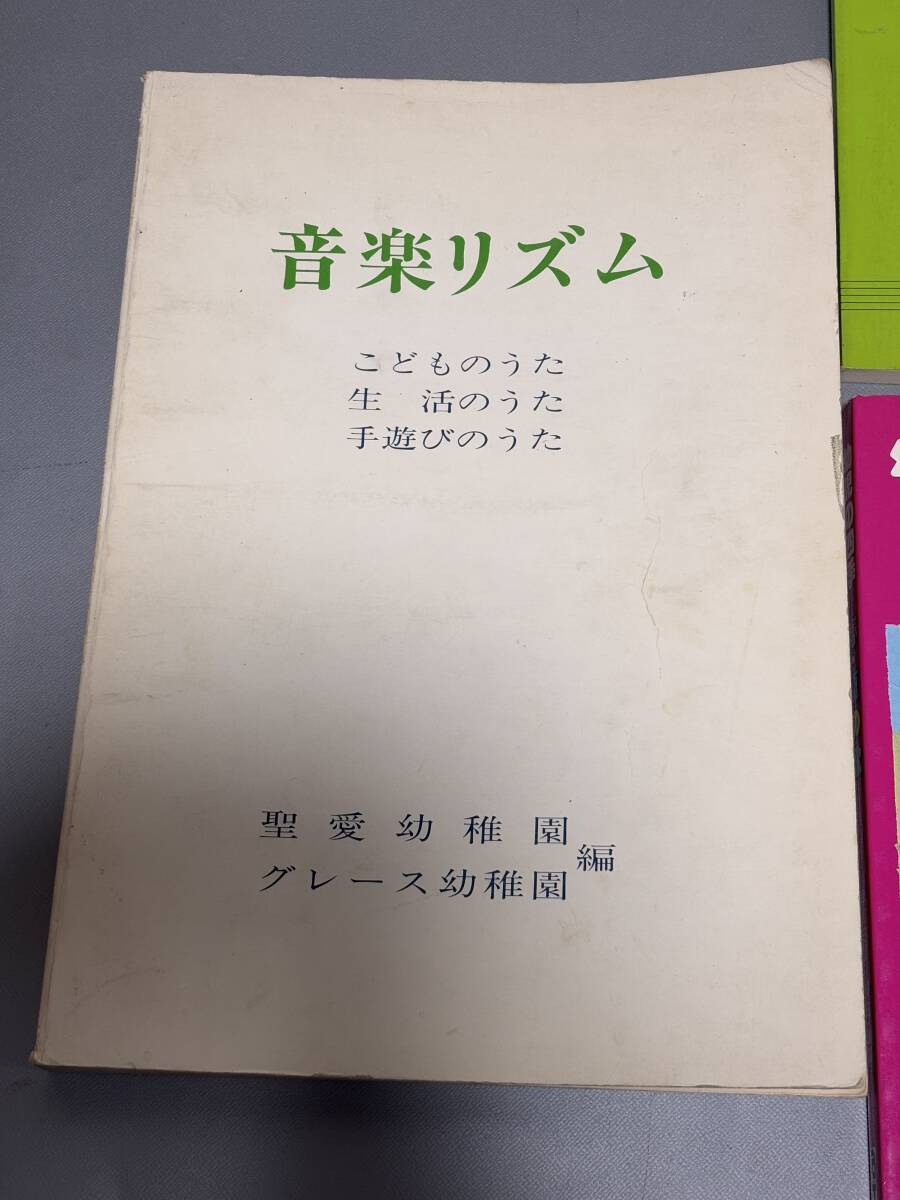 音楽リズム
こどものうた
生　活のうた
手遊びのうた
聖愛幼稚園
グレース幼稚園
編